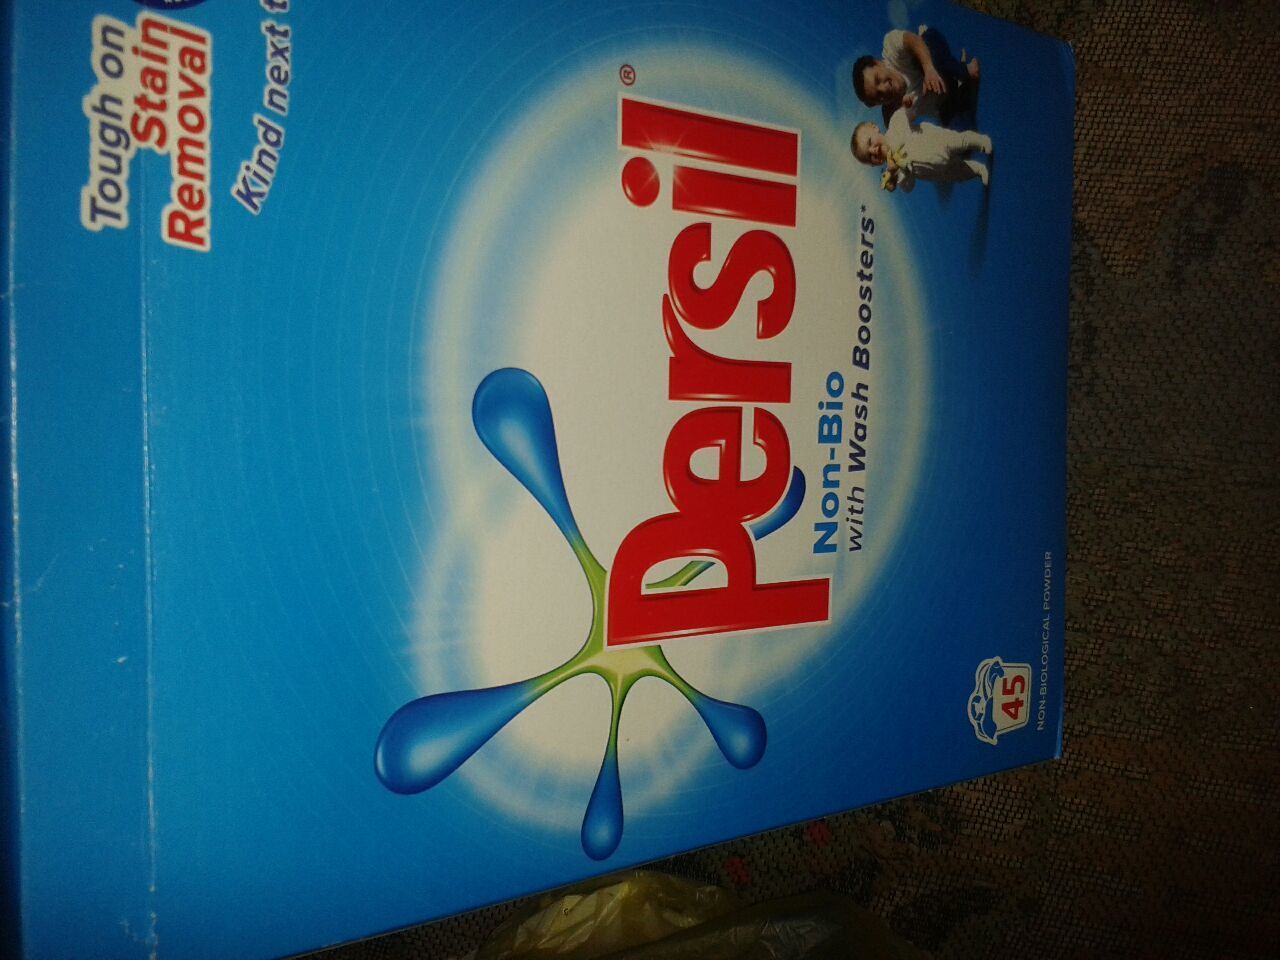 Tough on
Stain
Removal
Kind next
Persil®
Non-Bio
with Wash Boosters*
45
NON-BIOLOGICAL POWDER